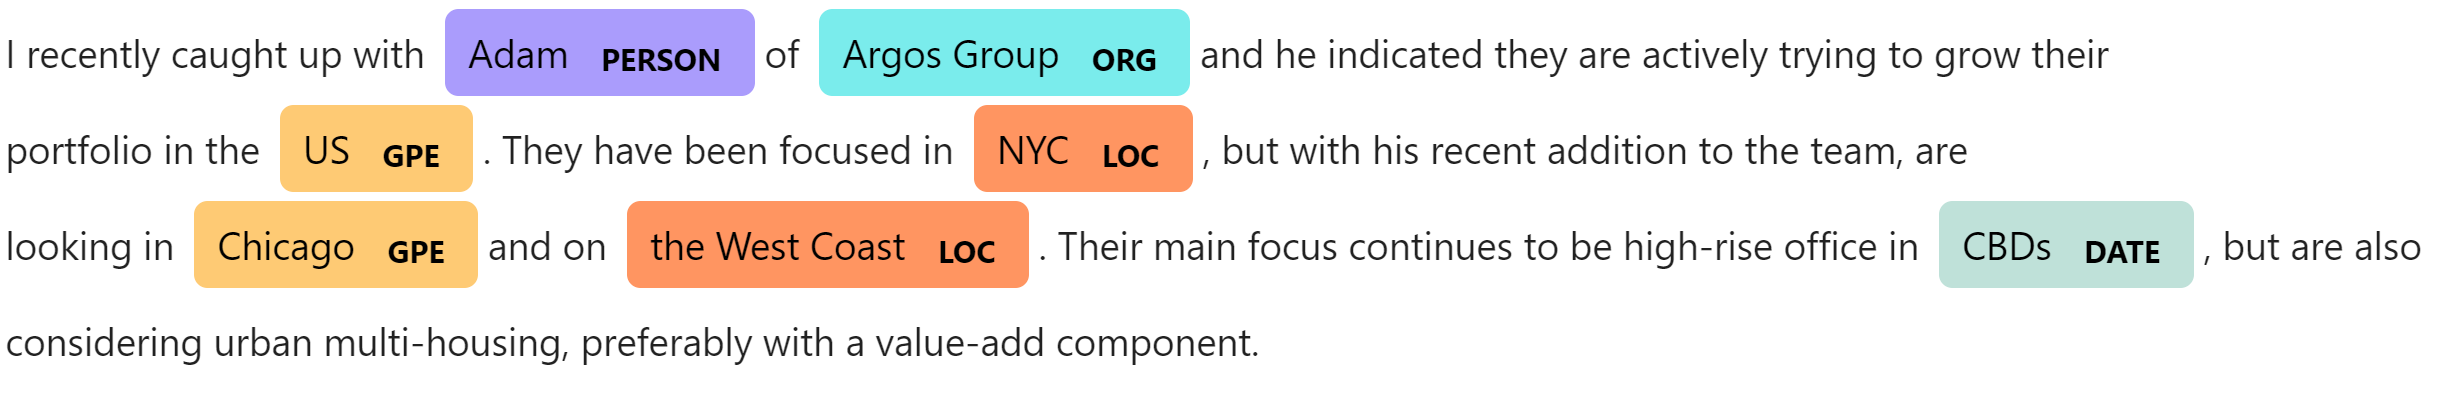 I recently caught up with Adam PERSON of Argos Group ORG and he indicated they are actively trying to grow their
portfolio in the US GPE . They have been focused in NYC LOC , but with his recent addition to the team, are
looking in Chicago GPE and on the West Coast LOC . Their main focus continues to be high-rise office in CBDs DATE , but are also
considering urban multi-housing, preferably with a value-add component.